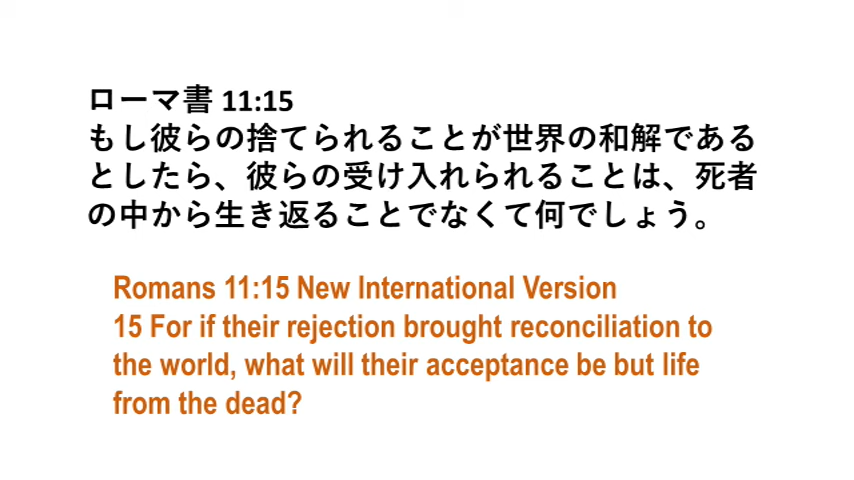 ローマ書 11:15
もし彼らの捨てられることが世界の和解である
としたら、彼らの受け入れられることは、死者
の中から生き返ることでなくて何でしょう。
Romans 11:15 New International Version
15 For if their rejection brought reconciliation to
the world, what will their acceptance be but life
from the dead?